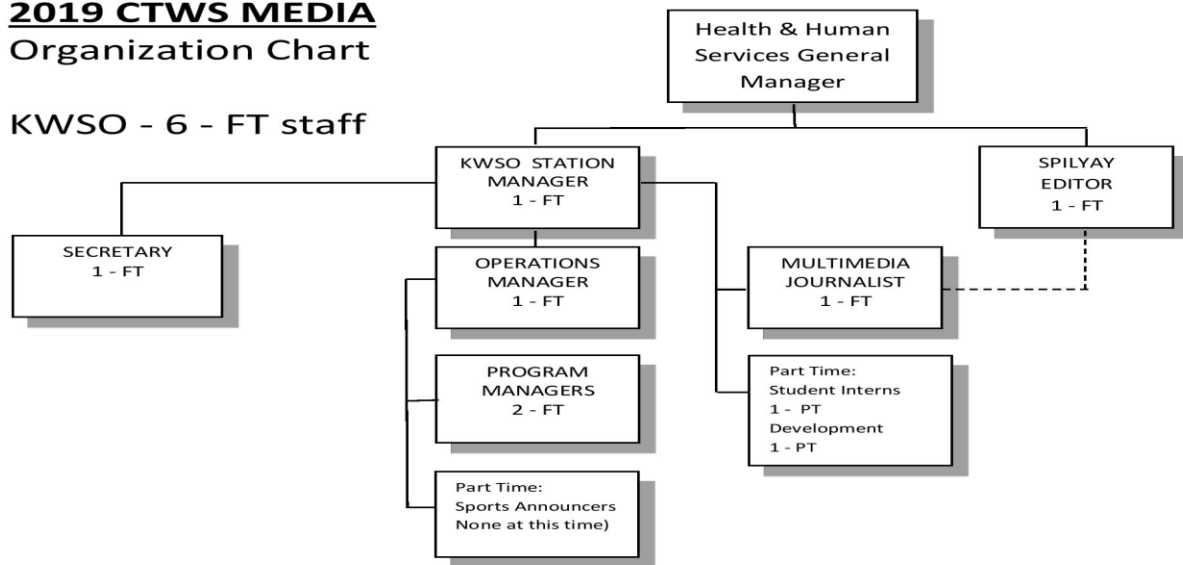 2019 CTWS MEDIA
Organization Chart
KWSO - 6 - FT staff
Health & Human
Services General
Manager
KWSO STATION
MANAGER
1 - FT
SPILYAY
EDITOR
1 - FT
SECRETARY
1 - FT
OPERATIONS
MANAGER
1 - FT
MULTIMEDIA
JOURNALIST
1 - FT
PROGRAM
MANAGERS
2 - FT
Part Time:
Student Interns
1 - PT
Development
1 - PT
Part Time:
Sports Announcers
None at this time)